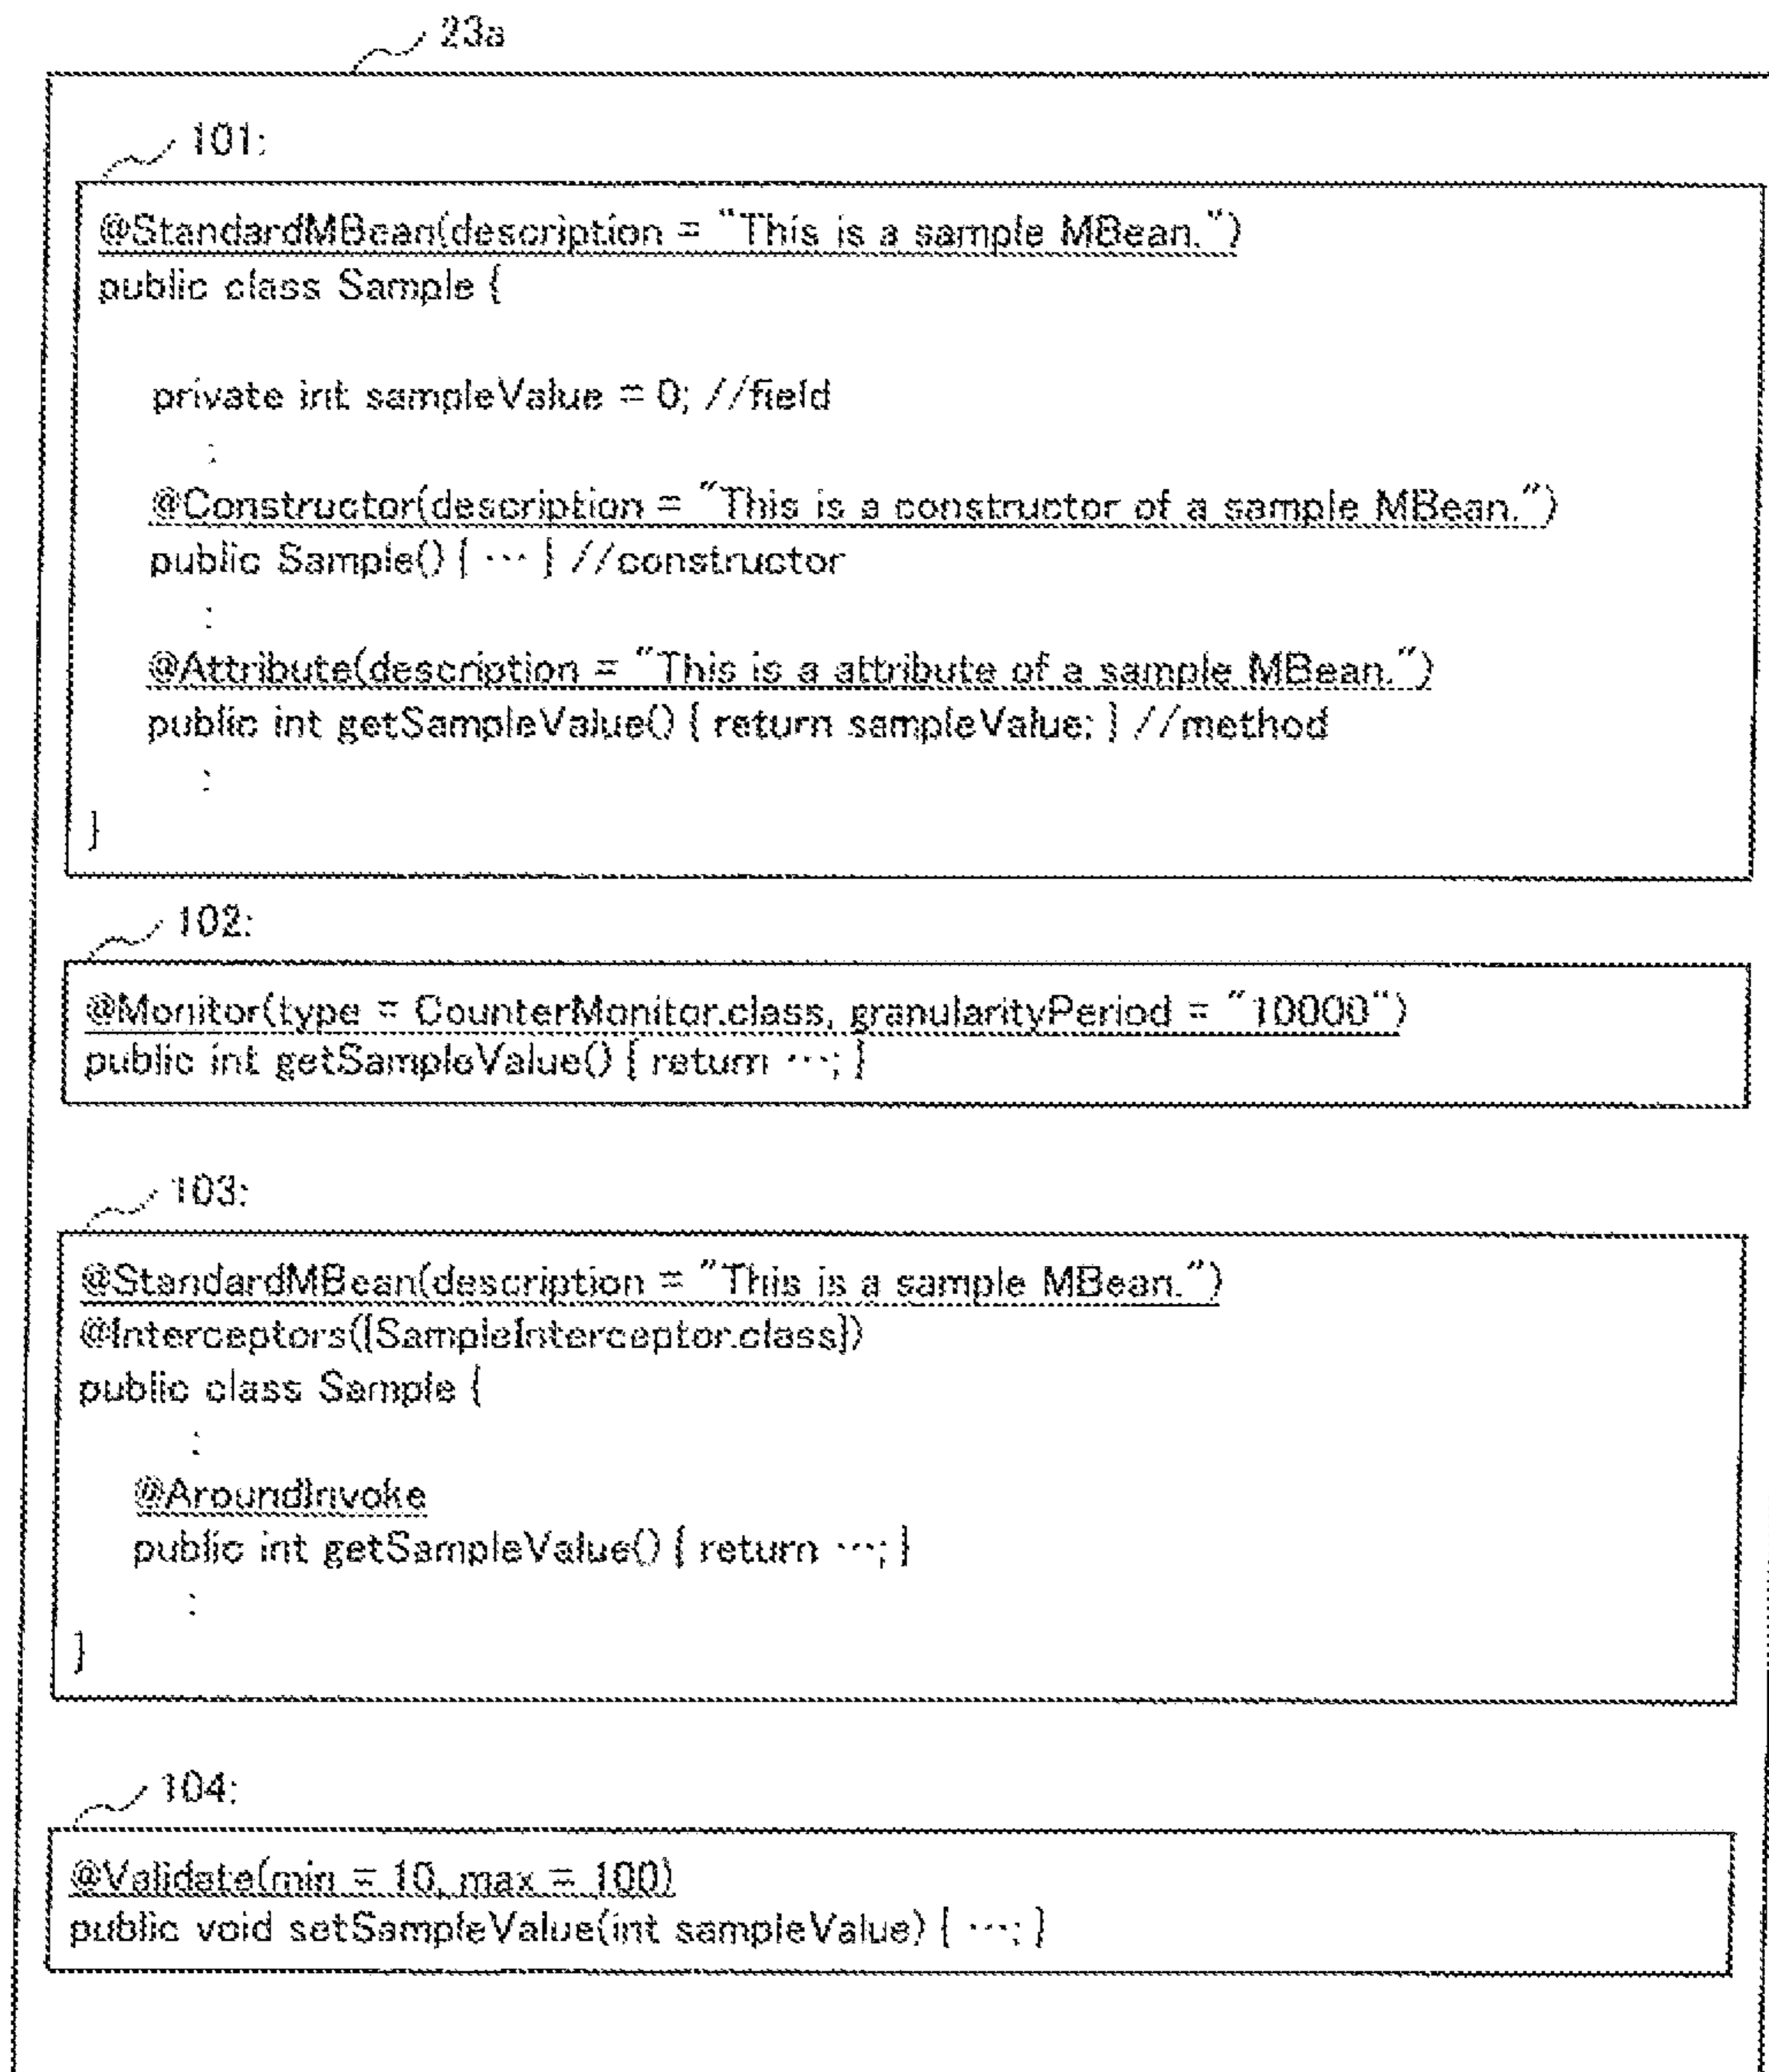 23a
101:
@StandardMBean(description = "This is a sample MBean.")
public class Sample {
private int sampleValue = 0; //field
:
@Constructor(description = "This is a constructor of a sample MBean.")
public Sample() { ··· } //constructor
:
@Attribute(description = "This is a attribute of a sample MBean.")
public int getSampleValue() { return sampleValue; } //method
:
}
102:
@Monitor(type = CounterMonitor.class, granularityPeriod = "10000")
public int getSampleValue() { return ···; }
103:
@StandardMBean(description = "This is a sample MBean.")
@Interceptors({SampleInterceptor.class})
public class Sample {
:
@AroundInvoke
public int getSampleValue() { return ···; }
:
}
104:
@Validate(min = 10, max = 100)
public void setSampleValue(int sampleValue) { ···; }